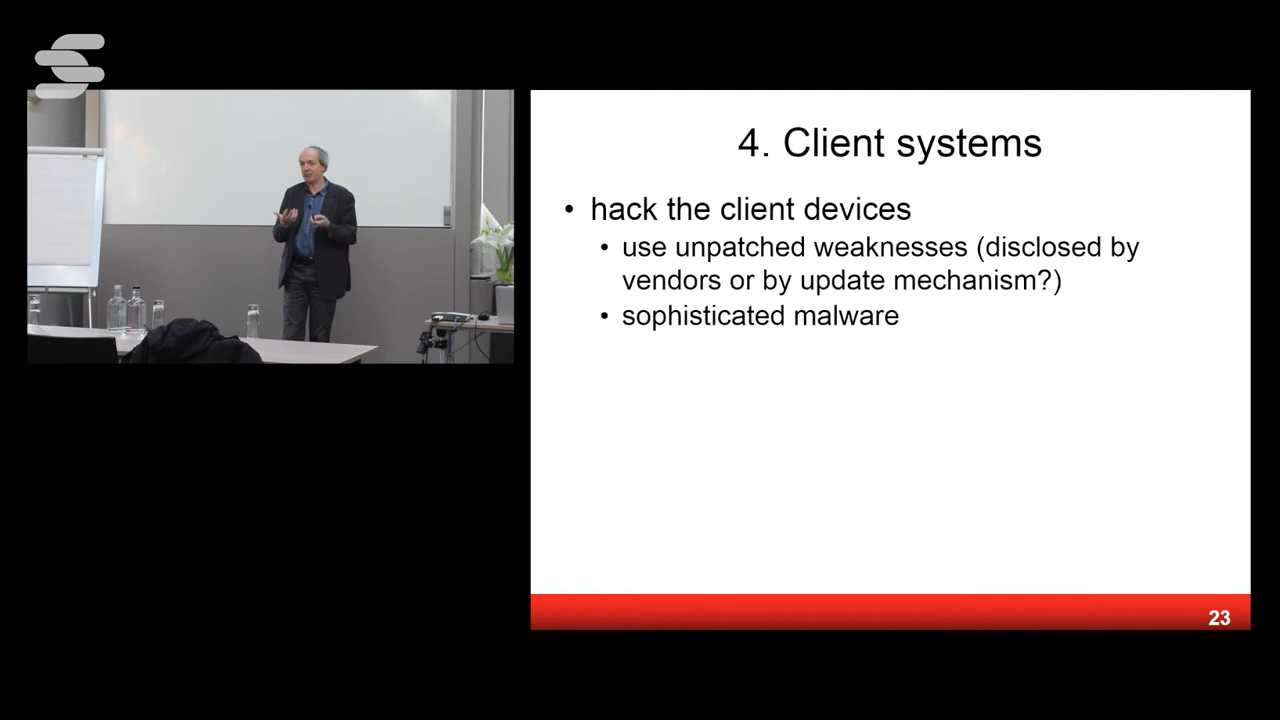 4. Client systems
• hack the client devices
• use unpatched weaknesses (disclosed by
vendors or by update mechanism?)
• sophisticated malware
23